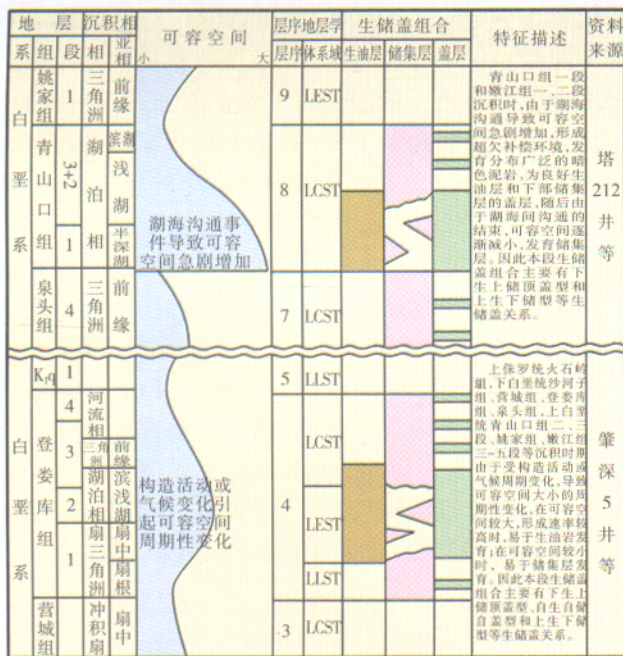 地 层 沉积相 可容空间 层序地层学 生储盖组合 特征描述 资料来源
系 组 段 相 亚相 小 大 层序 体系域 生油层 储集层 盖层
白垩系
姚家组 1 三角洲 前缘 9 LEST
青山口组 3+2 湖泊相 滨湖 浅湖 8 LCST
1 半深湖
湖海沟通事
件导致可容
空间急剧增加
泉头组 4 三角洲 前缘 7 LCST
青山口组一段
和嫩江组一、二段
沉积时,由于湖海
沟通导致可容空
间急剧增加,形成
超欠补偿环境,发
育分布广泛的暗
色泥岩,为良好生
油层和下部储集
层的盖层,随后由
于湖海间沟通的
结束,可容空间逐
渐减小,发育储集
层。因此本段生储
盖组合主要有下
生上储顶盖型和
上生下储型等生
储盖关系。
塔212井等
白垩系
K₁q 1 5 LLST
登娄库组 4 河流相
3 三角洲 前缘 LCST
2 湖泊相 滨浅湖 4 LEST
1 扇三角洲 扇中 扇根 LLST
构造活动或
气候变化引
起可容空间
周期性变化
营城组 冲积扇 扇中 3 LCST
上侏罗统火石岭
组,下白垩统沙河子
组、营城组、登娄库
组、泉头组,上白垩
统青山口组二、三
段、姚家组、嫩江组
三-五段等沉积时期
由于受构造活动或
气候周期变化,导致
可容空间大小的周
期性变化,在可容空
间较大,形成速率较
高时,易于生油岩发
育;在可容空间较小
时,易于储集层发
育。因此本段生储盖
组合主要有下生上
储顶盖型、自生自储
自盖型和上生下储
型等生储盖关系。
肇深5井等